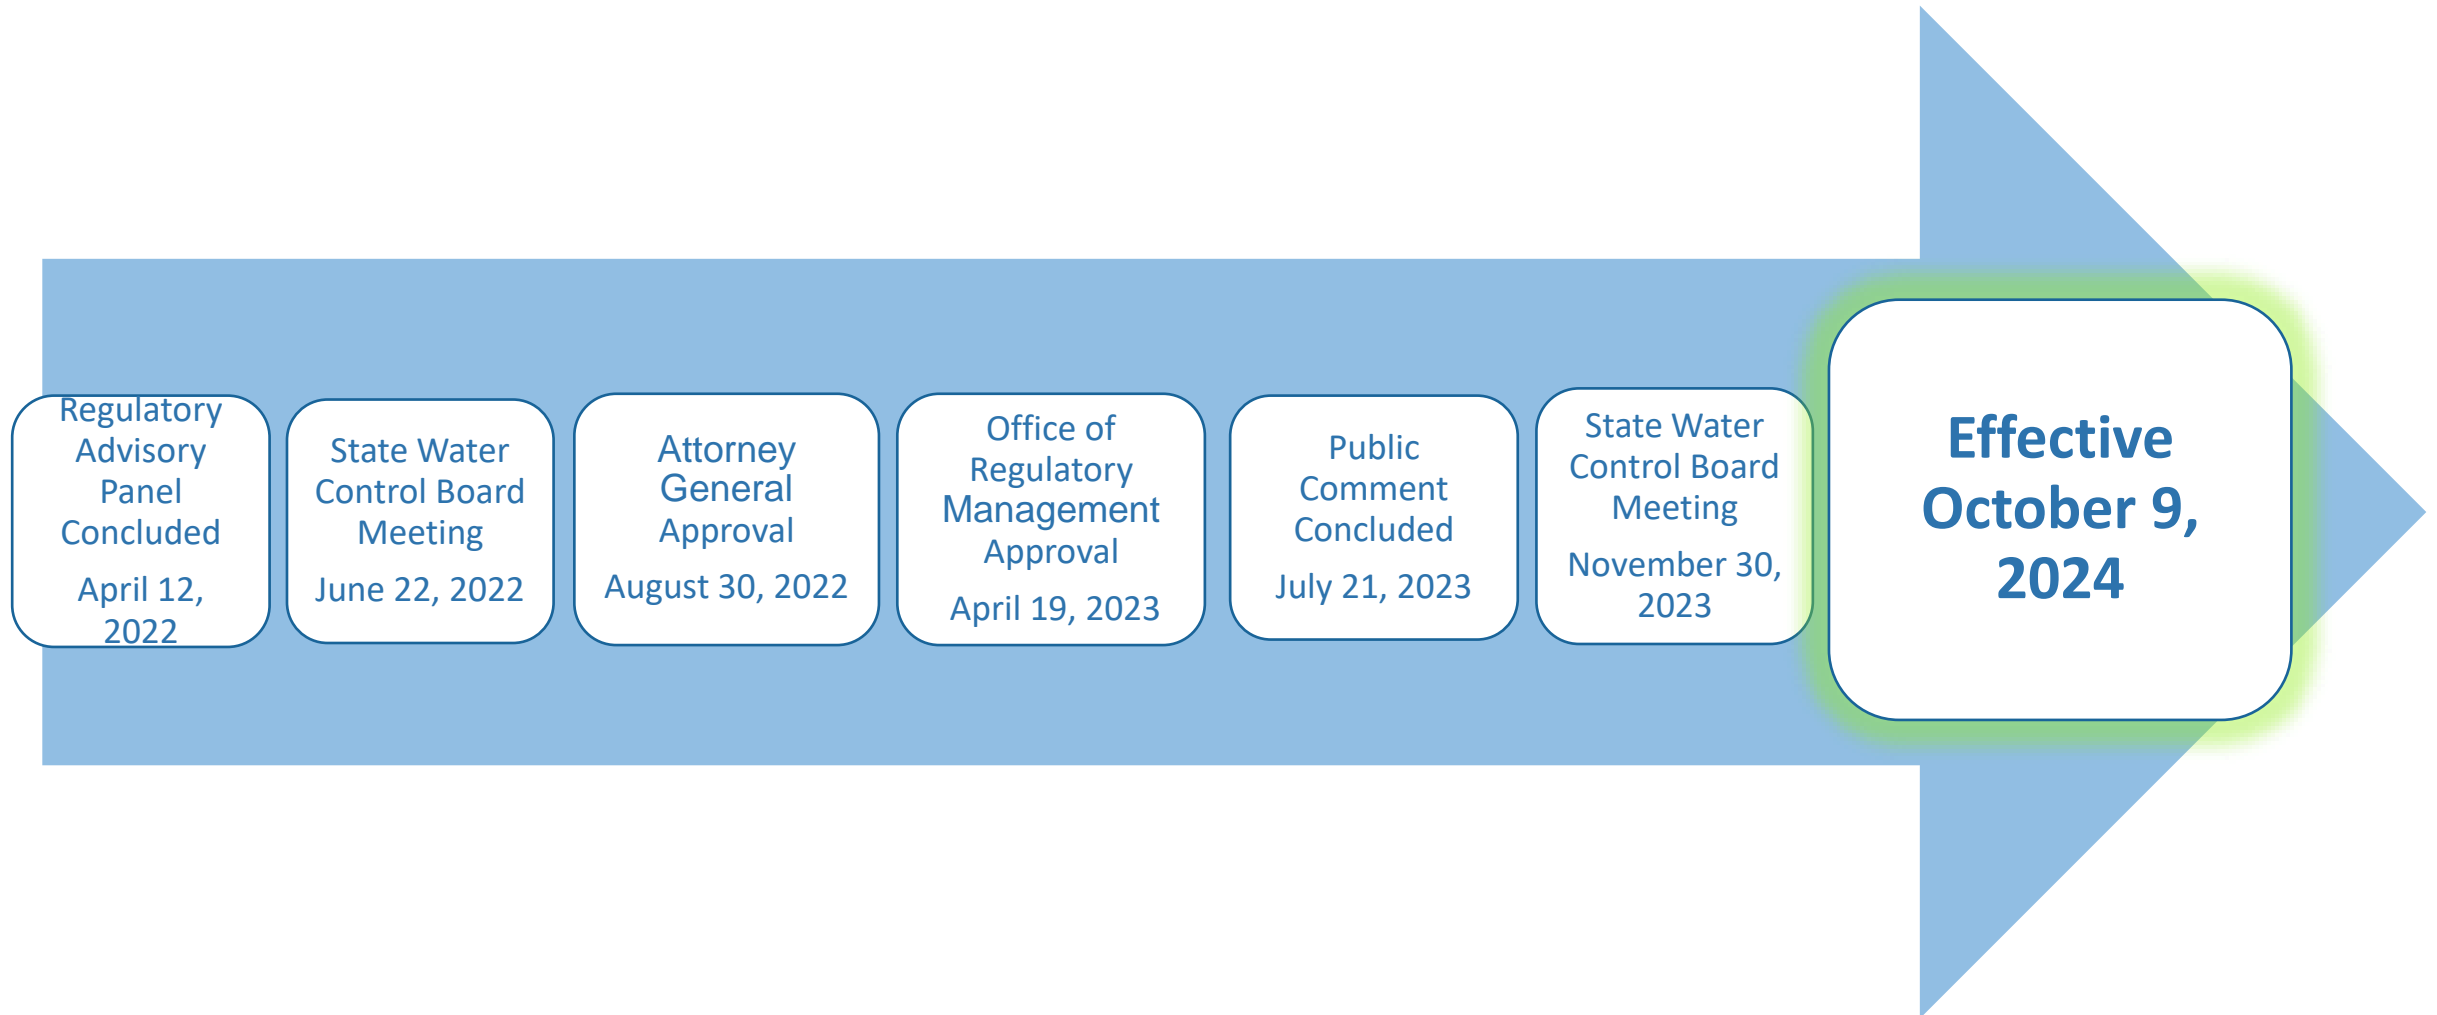 Regulatory
Advisory
Panel
Concluded
April 12,
2022
State Water
Control Board
Meeting
June 22, 2022
Attorney
General
Approval
August 30, 2022
Office of
Regulatory
Management
Approval
April 19, 2023
Public
Comment
Concluded
July 21, 2023
State Water
Control Board
Meeting
November 30,
2023
Effective
October 9,
2024